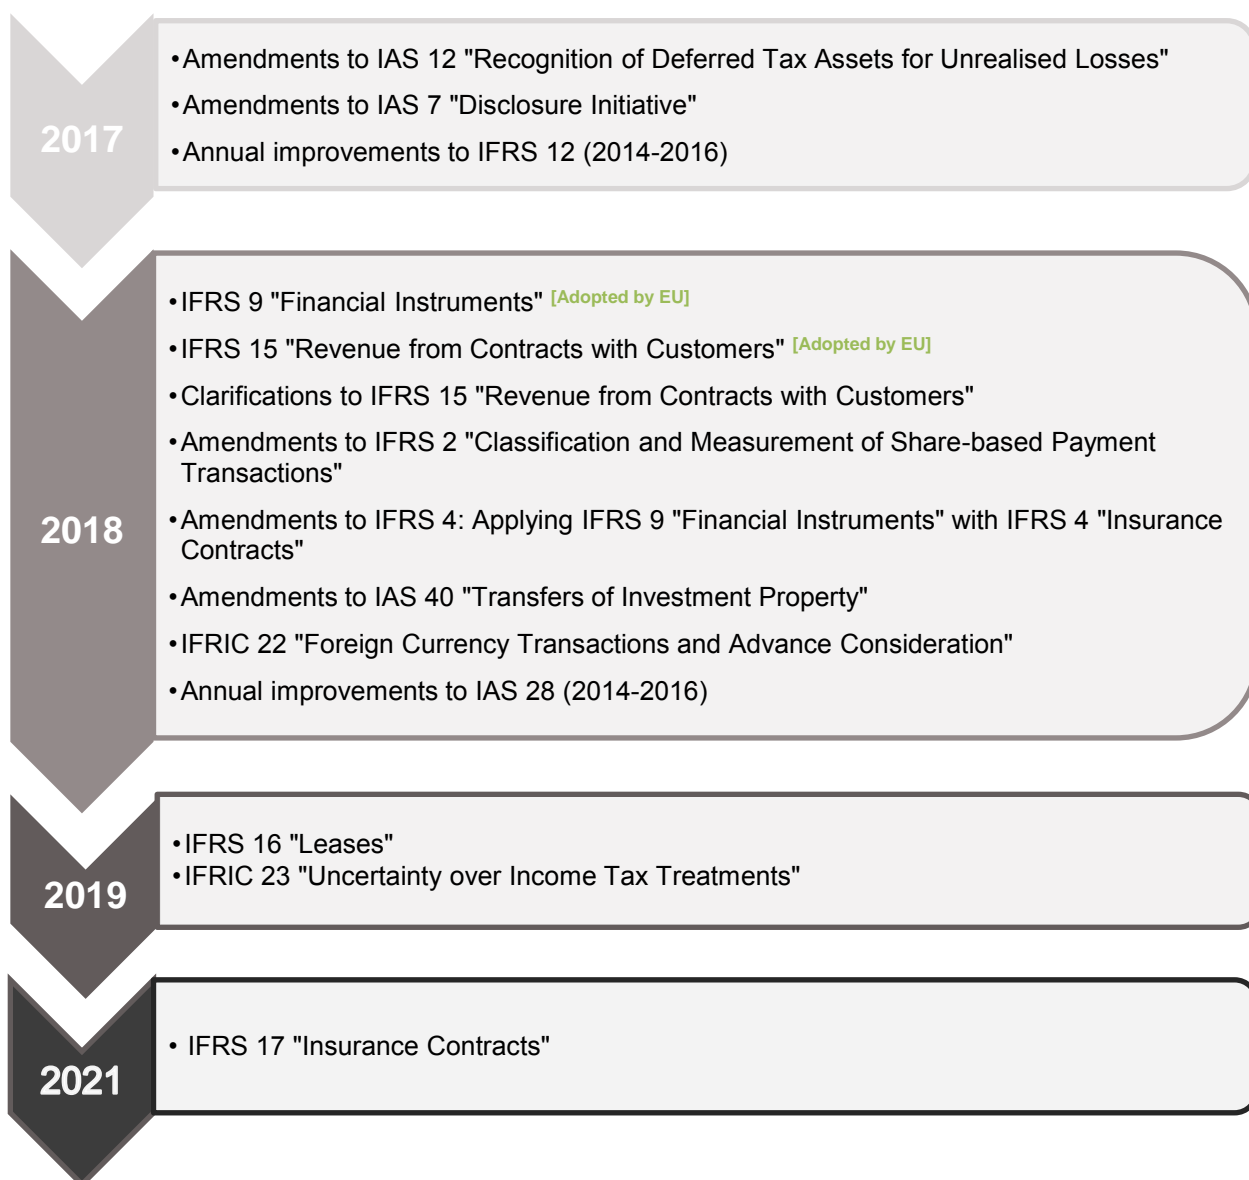 2017
•Amendments to IAS 12 "Recognition of Deferred Tax Assets for Unrealised Losses"
•Amendments to IAS 7 "Disclosure Initiative"
•Annual improvements to IFRS 12 (2014-2016)
2018
•IFRS 9 "Financial Instruments" [Adopted by EU]
•IFRS 15 "Revenue from Contracts with Customers" [Adopted by EU]
•Clarifications to IFRS 15 "Revenue from Contracts with Customers"
•Amendments to IFRS 2 "Classification and Measurement of Share-based Payment
Transactions"
•Amendments to IFRS 4: Applying IFRS 9 "Financial Instruments" with IFRS 4 "Insurance
Contracts"
•Amendments to IAS 40 "Transfers of Investment Property"
•IFRIC 22 "Foreign Currency Transactions and Advance Consideration"
•Annual improvements to IAS 28 (2014-2016)
2019
•IFRS 16 "Leases"
•IFRIC 23 "Uncertainty over Income Tax Treatments"
2021
• IFRS 17 "Insurance Contracts"